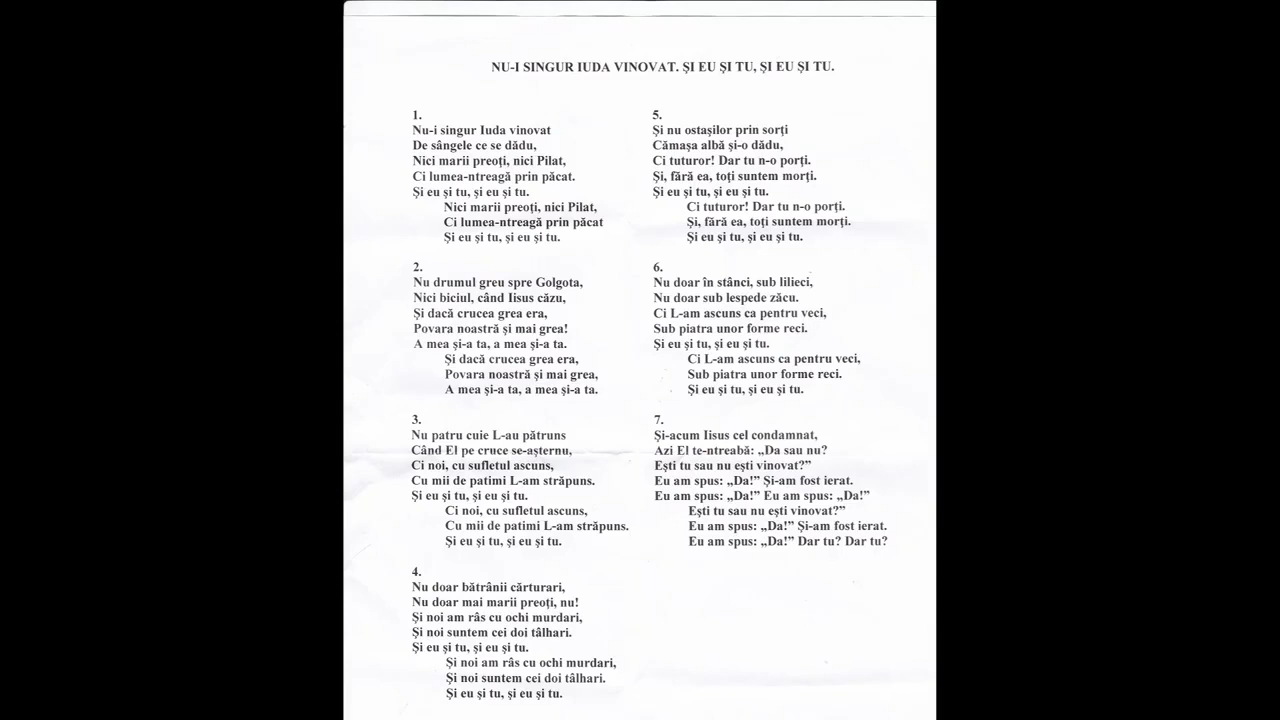 NU-I SINGUR IUDA VINOVAT. ŞI EU ŞI TU, ŞI EU ŞI TU.
1.
Nu-i singur Iuda vinovat
De sângele ce se dădu,
Nici marii preoţi, nici Pilat,
Ci lumea-ntreagă prin păcat.
Şi eu şi tu, şi eu şi tu.
Nici marii preoţi, nici Pilat,
Ci lumea-ntreagă prin păcat
Şi eu şi tu, şi eu şi tu.
2.
Nu drumul greu spre Golgota,
Nici biciul, când Iisus căzu,
Şi dacă crucea grea era,
Povara noastră şi mai grea!
A mea şi-a ta, a mea şi-a ta.
Şi dacă crucea grea era,
Povara noastră şi mai grea,
A mea şi-a ta, a mea şi-a ta.
3.
Nu patru cuie L-au pătruns
Când El pe cruce se-aşternu,
Ci noi, cu sufletul ascuns,
Cu mii de patimi L-am străpuns.
Şi eu şi tu, şi eu şi tu.
Ci noi, cu sufletul ascuns,
Cu mii de patimi L-am străpuns.
Şi eu şi tu, şi eu şi tu.
4.
Nu doar bătrânii cărturari,
Nu doar mai marii preoţi, nu!
Şi noi am râs cu ochi murdari,
Şi noi suntem cei doi tâlhari.
Şi eu şi tu, şi eu şi tu.
Şi noi am râs cu ochi murdari,
Şi noi suntem cei doi tâlhari.
Şi eu şi tu, şi eu şi tu.
5.
Şi nu ostaşilor prin sorţi
Cămaşa albă şi-o dădu,
Ci tuturor! Dar tu n-o porţi.
Şi, fără ea, toţi suntem morţi.
Şi eu şi tu, şi eu şi tu.
Ci tuturor! Dar tu n-o porţi.
Şi, fără ea, toţi suntem morţi.
Şi eu şi tu, şi eu şi tu.
6.
Nu doar în stânci, sub lilieci,
Nu doar sub lespede zăcu.
Ci L-am ascuns ca pentru veci,
Sub piatra unor forme reci.
Şi eu şi tu, şi eu şi tu.
Ci L-am ascuns ca pentru veci,
Sub piatra unor forme reci.
Şi eu şi tu, şi eu şi tu.
7.
Şi-acum Iisus cel condamnat,
Azi El te-ntreabă: „Da sau nu?
Eşti tu sau nu eşti vinovat?”
Eu am spus: „Da!” Şi-am fost ierat.
Eu am spus: „Da!” Eu am spus: „Da!”
Eşti tu sau nu eşti vinovat?”
Eu am spus: „Da!” Şi-am fost ierat.
Eu am spus: „Da!” Dar tu? Dar tu?